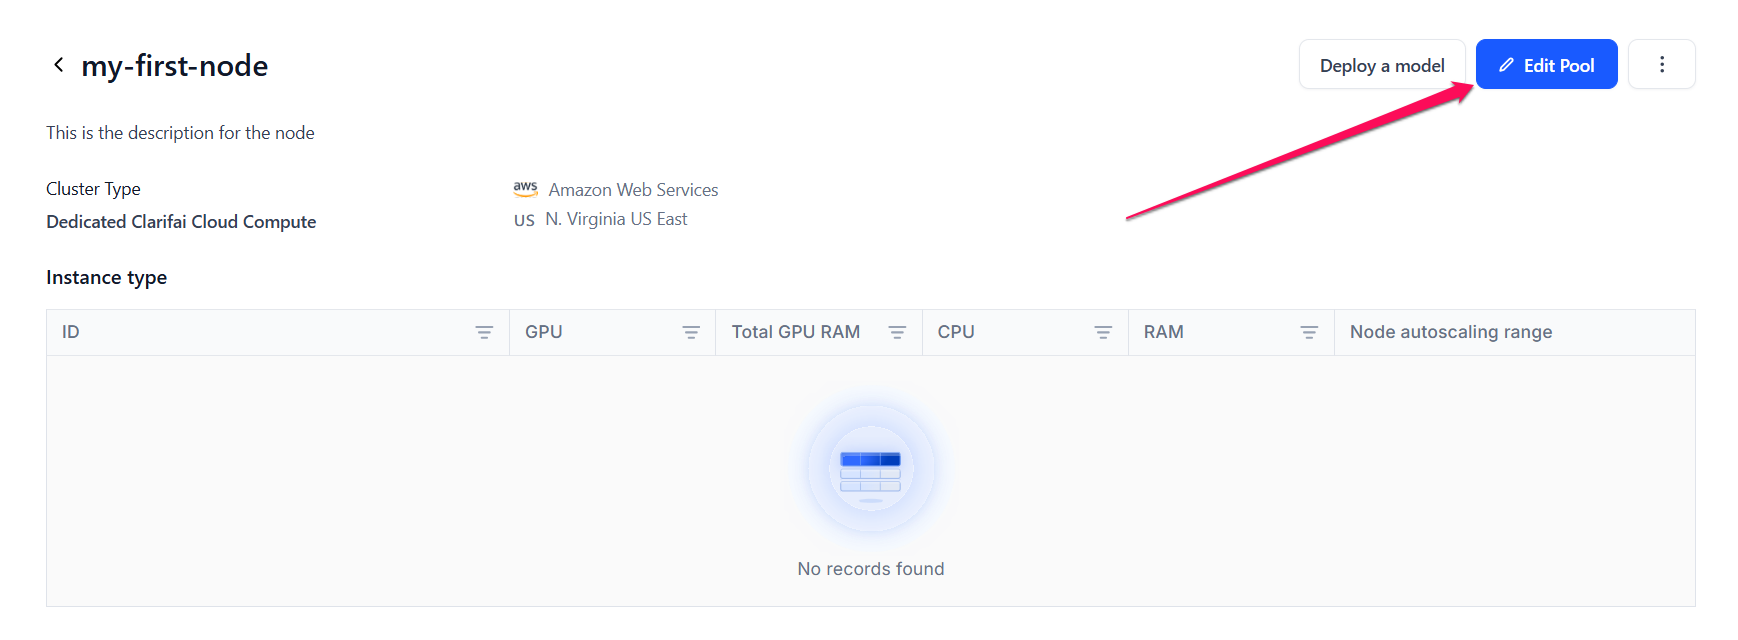 my-first-node
Deploy a model
Edit Pool
This is the description for the node
Cluster Type
Dedicated Clarifai Cloud Compute
aws Amazon Web Services
US N. Virginia US East
Instance type
ID GPU Total GPU RAM CPU RAM Node autoscaling range
No records found